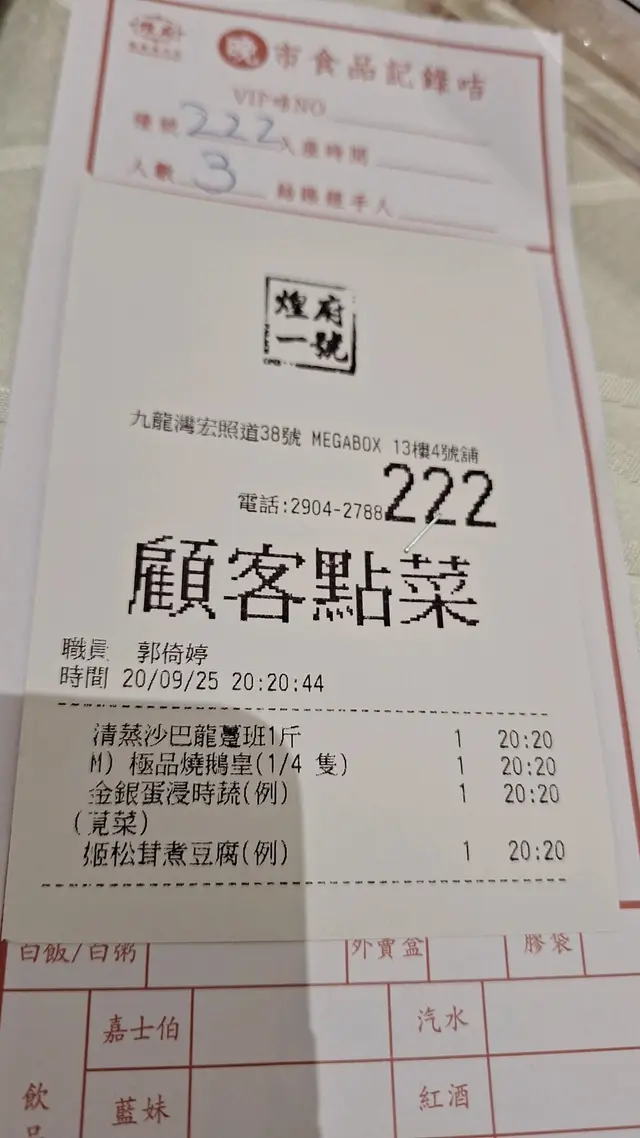 晚市食品記錄咭
VIP咭NO
檯號 222 入座時間
人數 3
煌府
一號
九龍灣宏照道38號 MEGABOX 13樓4號舖
電話:2904-2788
222
顧客點菜
職員 郭倚婷
時間 20/09/25 20:20:44
清蒸沙巴龍躉班1斤 1 20:20
M) 極品燒鵝皇(1/4 隻) 1 20:20
金銀蛋浸時蔬(例) 1 20:20
(莧菜)
姬松茸煮豆腐(例) 1 20:20
白飯/白粥 外賣盒 膠袋
嘉士伯 汽水
飲
藍妹 紅酒